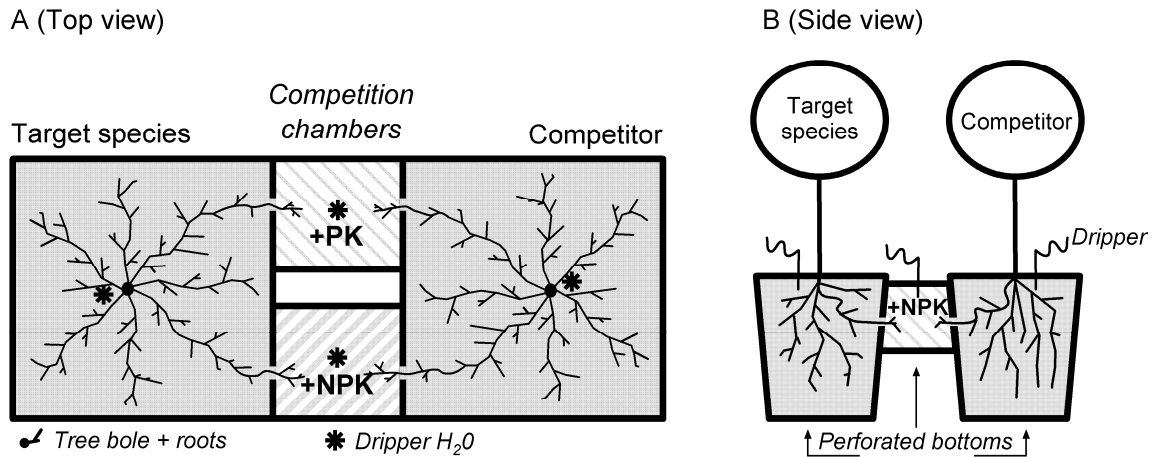 A (Top view)
Competition
chambers
Target species
Competitor
+PK
+NPK
Tree bole + roots
Dripper H20
B (Side view)
Target
species
Competitor
Dripper
+NPK
Perforated bottoms